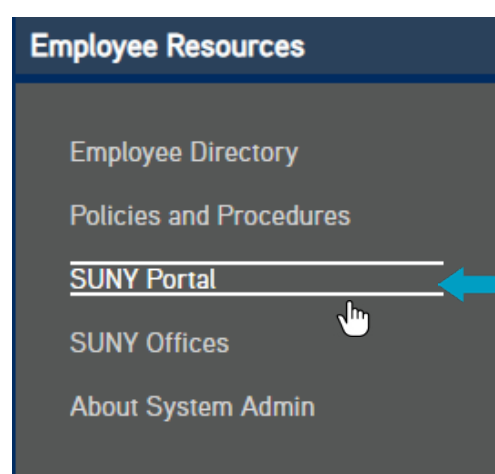 Employee Resources
Employee Directory
Policies and Procedures
SUNY Portal
SUNY Offices
About System Admin